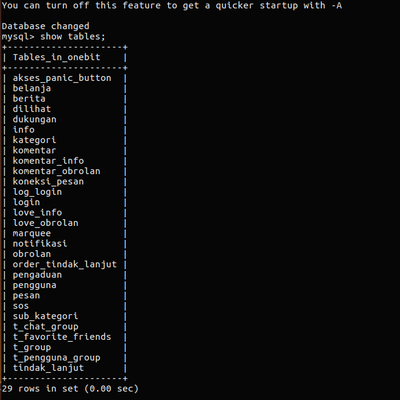 You can turn off this feature to get a quicker startup with -A
Database changed
mysql> show tables;
+---------------------+
| Tables_in_onebit    |
+---------------------+
| akses_panic_button  |
| belanja             |
| berita              |
| dilihat             |
| dukungan            |
| info                |
| kategori            |
| komentar            |
| komentar_info       |
| komentar_obrolan    |
| koneksi_pesan       |
| log_login           |
| login               |
| love_info           |
| love_obrolan        |
| marquee             |
| notifikasi          |
| obrolan             |
| order_tindak_lanjut |
| pengaduan           |
| pengguna            |
| pesan               |
| sos                 |
| sub_kategori        |
| t_chat_group        |
| t_favorite_friends  |
| t_group             |
| t_pengguna_group    |
| tindak_lanjut       |
+---------------------+
29 rows in set (0.00 sec)